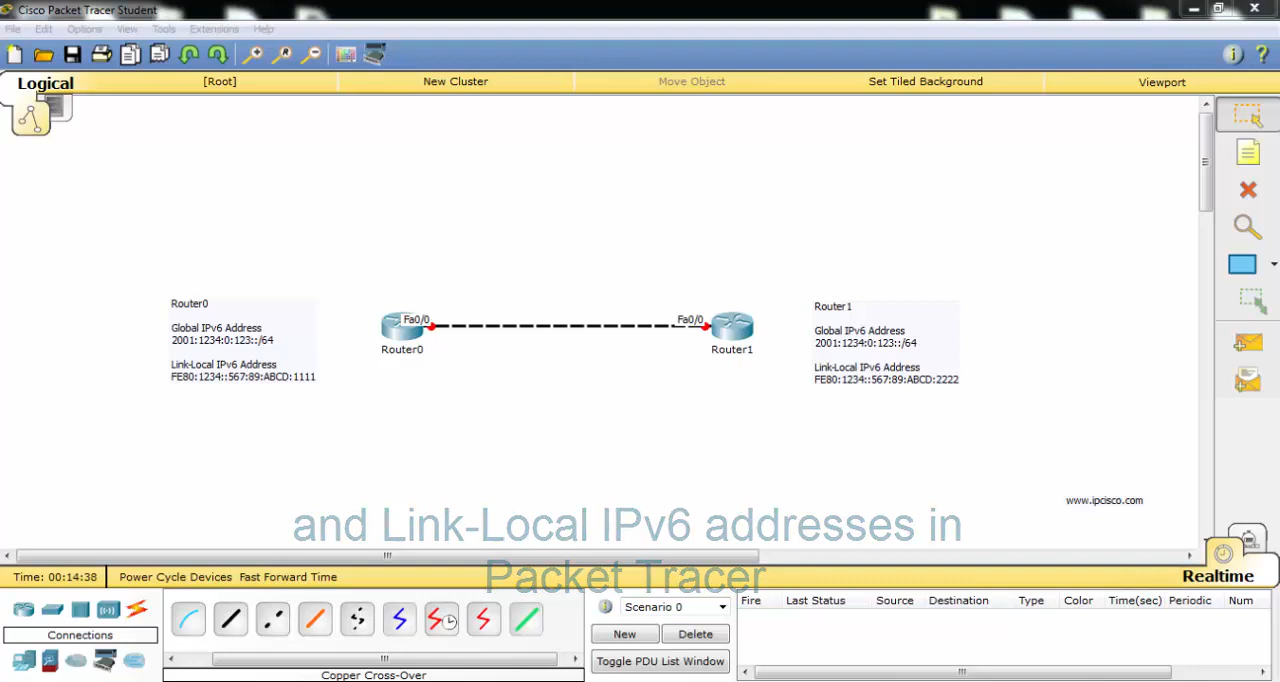 Cisco Packet Tracer Student
File Edit Options View Tools Extensions Help
Logical
[Root]
New Cluster
Move Object
Set Tiled Background
Viewport
Router0
Global IPv6 Address
2001:1234:0:123::/64
Link-Local IPv6 Address
FE80:1234::567:89:ABCD:1111
Fa0/0
Router0
Fa0/0
Router1
Router1
Global IPv6 Address
2001:1234:0:123::/64
Link-Local IPv6 Address
FE80:1234::567:89:ABCD:2222
www.ipcisco.com
and Link-Local IPv6 addresses in
Packet Tracer
Time: 00:14:38
Power Cycle Devices Fast Forward Time
Realtime
Connections
Copper Cross-Over
Scenario 0
New
Delete
Toggle PDU List Window
Fire Last Status Source Destination Type Color Time(sec) Periodic Num